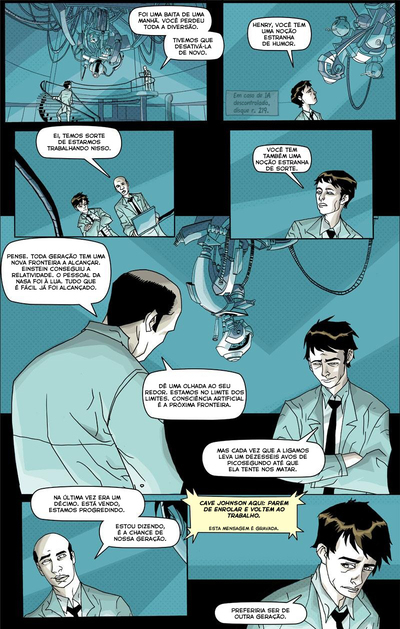 FOI UMA BAITA DE UMA
MANHÃ. VOCÊ PERDEU
TODA A DIVERSÃO.
TIVEMOS QUE
DESATIVÁ-LA
DE NOVO.
HENRY, VOCÊ TEM
UMA NOÇÃO
ESTRANHA
DE HUMOR.
Em caso de IA
descontrolada,
disque r. 219.
EI, TEMOS SORTE
DE ESTARMOS
TRABALHANDO NISSO.
VOCÊ TEM
TAMBÉM UMA
NOÇÃO ESTRANHA
DE SORTE.
PENSE. TODA GERAÇÃO TEM UMA
NOVA FRONTEIRA A ALCANÇAR.
EINSTEIN CONSEGUIU A
RELATIVIDADE. O PESSOAL DA
NASA FOI À LUA. TUDO QUE
É FÁCIL JÁ FOI ALCANÇADO.
DÊ UMA OLHADA AO SEU
REDOR. ESTAMOS NO LIMITE DOS
LIMITES. CONSCIÊNCIA ARTIFICIAL
É A PRÓXIMA FRONTEIRA.
MAS CADA VEZ QUE A LIGAMOS
LEVA UM DEZESSEIS AVOS DE
PICOSEGUNDO ATÉ QUE
ELA TENTE NOS MATAR.
NA ÚLTIMA VEZ ERA UM
DÉCIMO. ESTÁ VENDO,
ESTAMOS PROGREDINDO.
ESTOU DIZENDO,
É A CHANCE DE
NOSSA GERAÇÃO.
CAVE JOHNSON AQUI: PAREM
DE ENROLAR E VOLTEM AO
TRABALHO.
ESTA MENSAGEM É GRAVADA.
PREFERIRIA SER DE
OUTRA GERAÇÃO.